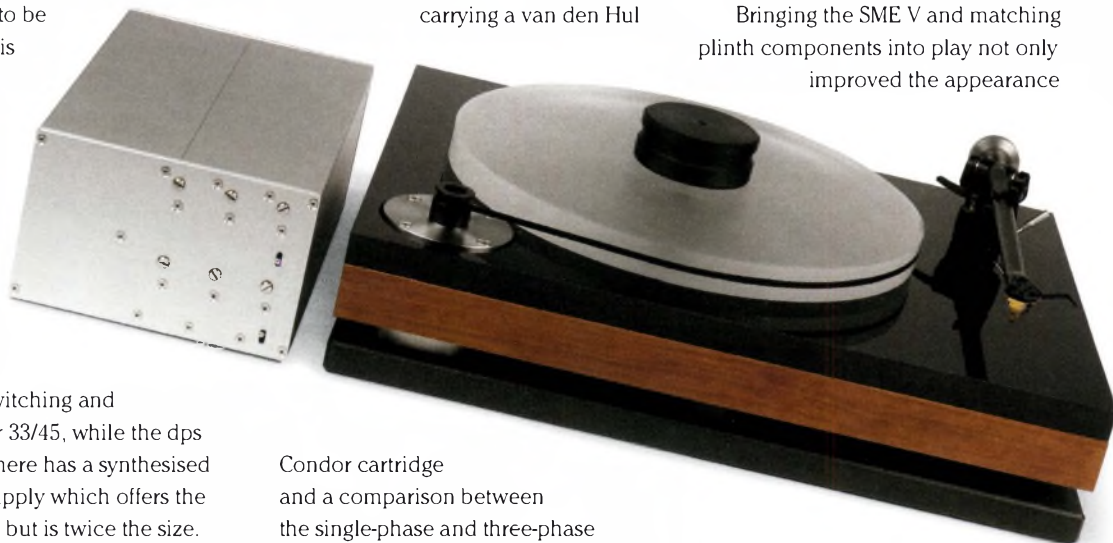 to be
is
witching and
r 33/45, while the dps
here has a synthesised
upply which offers the
but is twice the size.
carrying a van den Hul
Condor cartridge
and a comparison between
the single-phase and three-phase
Bringing the SME V and matching
plinth components into play not only
improved the appearance